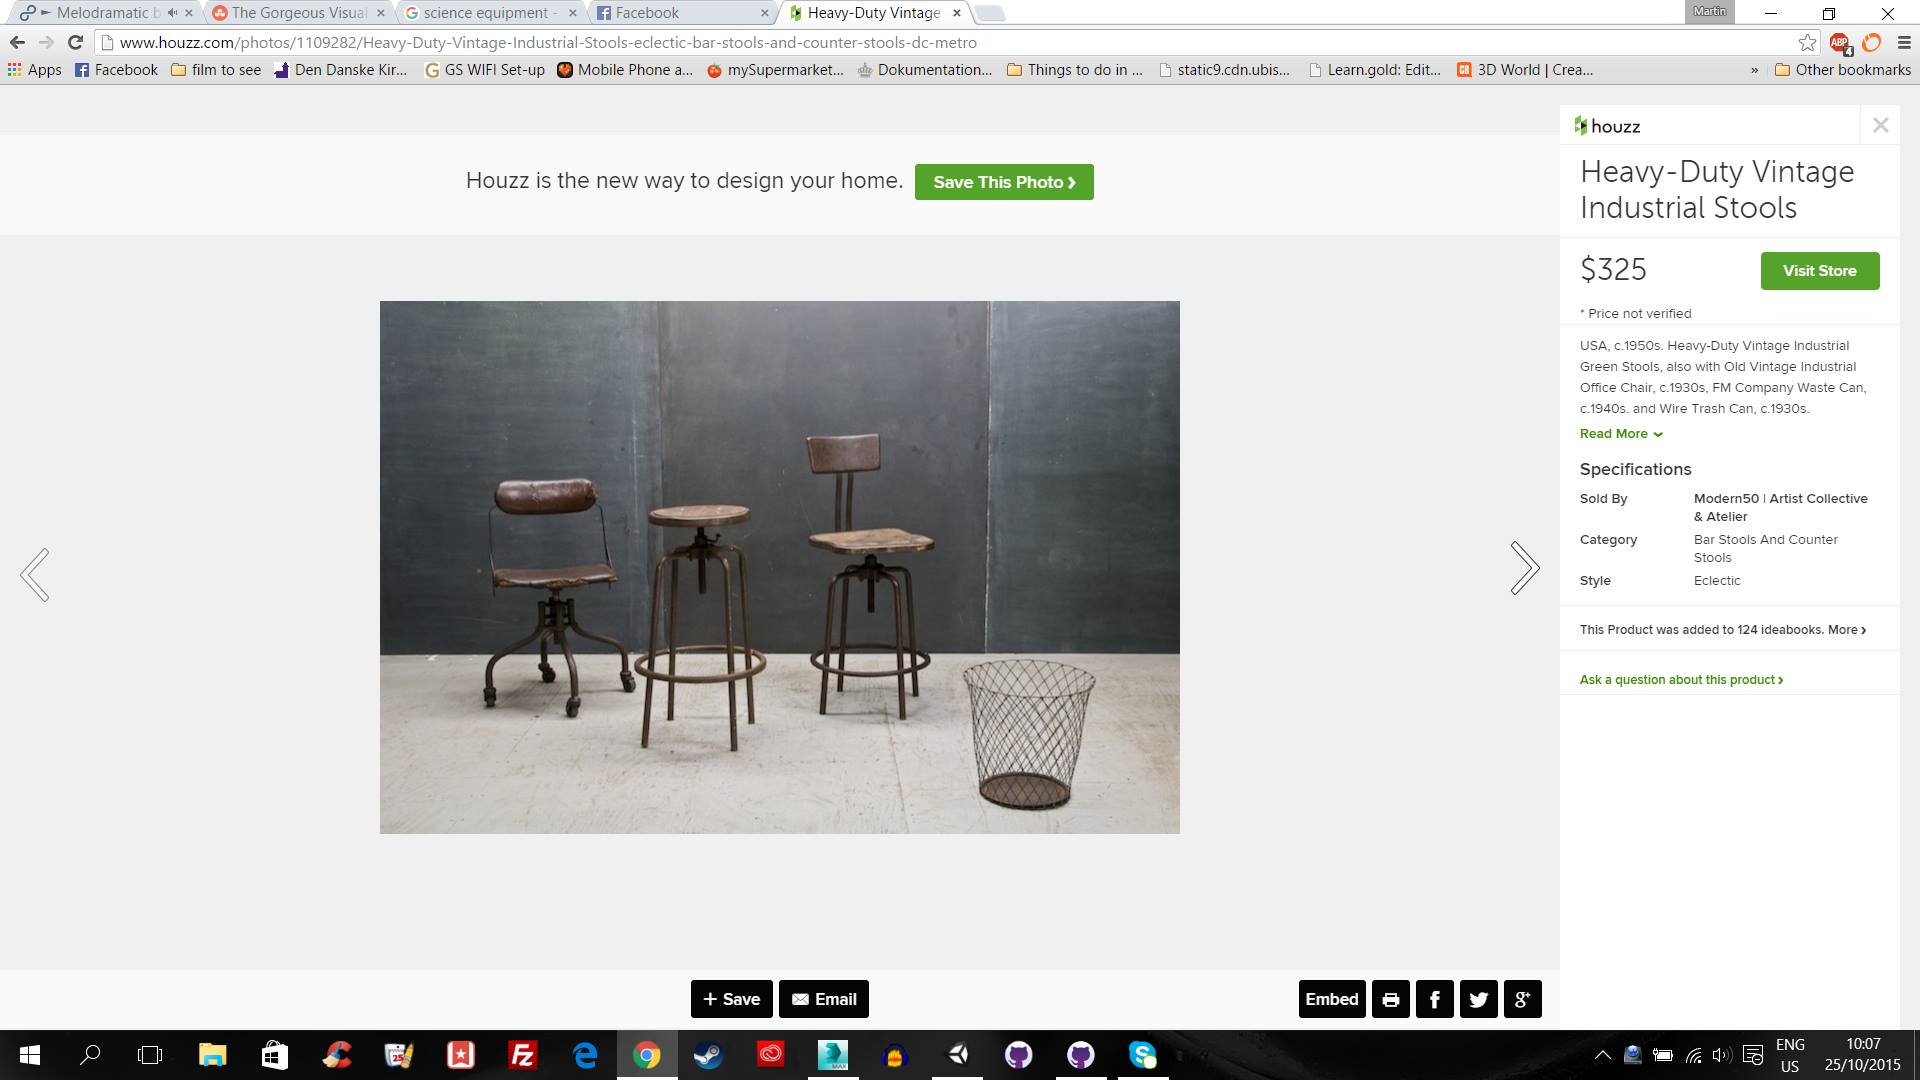 Melodramatic b
The Gorgeous Visual
science equipment -
Facebook
Heavy-Duty Vintage
Martin
www.houzz.com/photos/1109282/Heavy-Duty-Vintage-Industrial-Stools-eclectic-bar-stools-and-counter-stools-dc-metro
ABP
4
Apps
Facebook
film to see
Den Danske Kir...
GS WIFI Set-up
Mobile Phone a...
mySupermarket...
Dokumentation...
Things to do in ...
static9.cdn.ubis...
Learn.gold: Edit...
3D World | Crea...
»
Other bookmarks
Houzz is the new way to design your home.
Save This Photo ›
houzz
Heavy-Duty Vintage
Industrial Stools
$325
Visit Store
* Price not verified
USA, c.1950s. Heavy-Duty Vintage Industrial
Green Stools, also with Old Vintage Industrial
Office Chair, c.1930s, FM Company Waste Can,
c.1940s. and Wire Trash Can, c.1930s.
Read More
Specifications
Sold By
Modern50 | Artist Collective
& Atelier
Category
Bar Stools And Counter
Stools
Style
Eclectic
This Product was added to 124 ideabooks. More ›
Ask a question about this product ›
+ Save
Email
Embed
ENG
US
10:07
25/10/2015